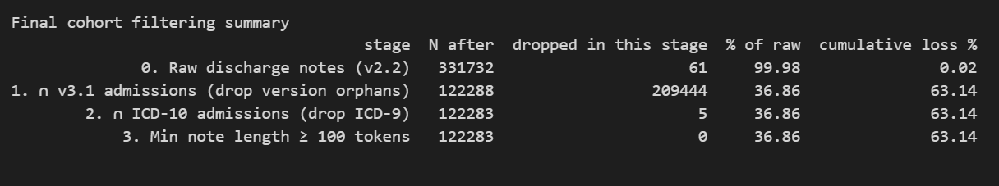 Final cohort filtering summary
stage N after dropped in this stage % of raw cumulative loss %
0. Raw discharge notes (v2.2) 331732 61 99.98 0.02
1. ∩ v3.1 admissions (drop version orphans) 122288 209444 36.86 63.14
2. ∩ ICD-10 admissions (drop ICD-9) 122283 5 36.86 63.14
3. Min note length ≥ 100 tokens 122283 0 36.86 63.14